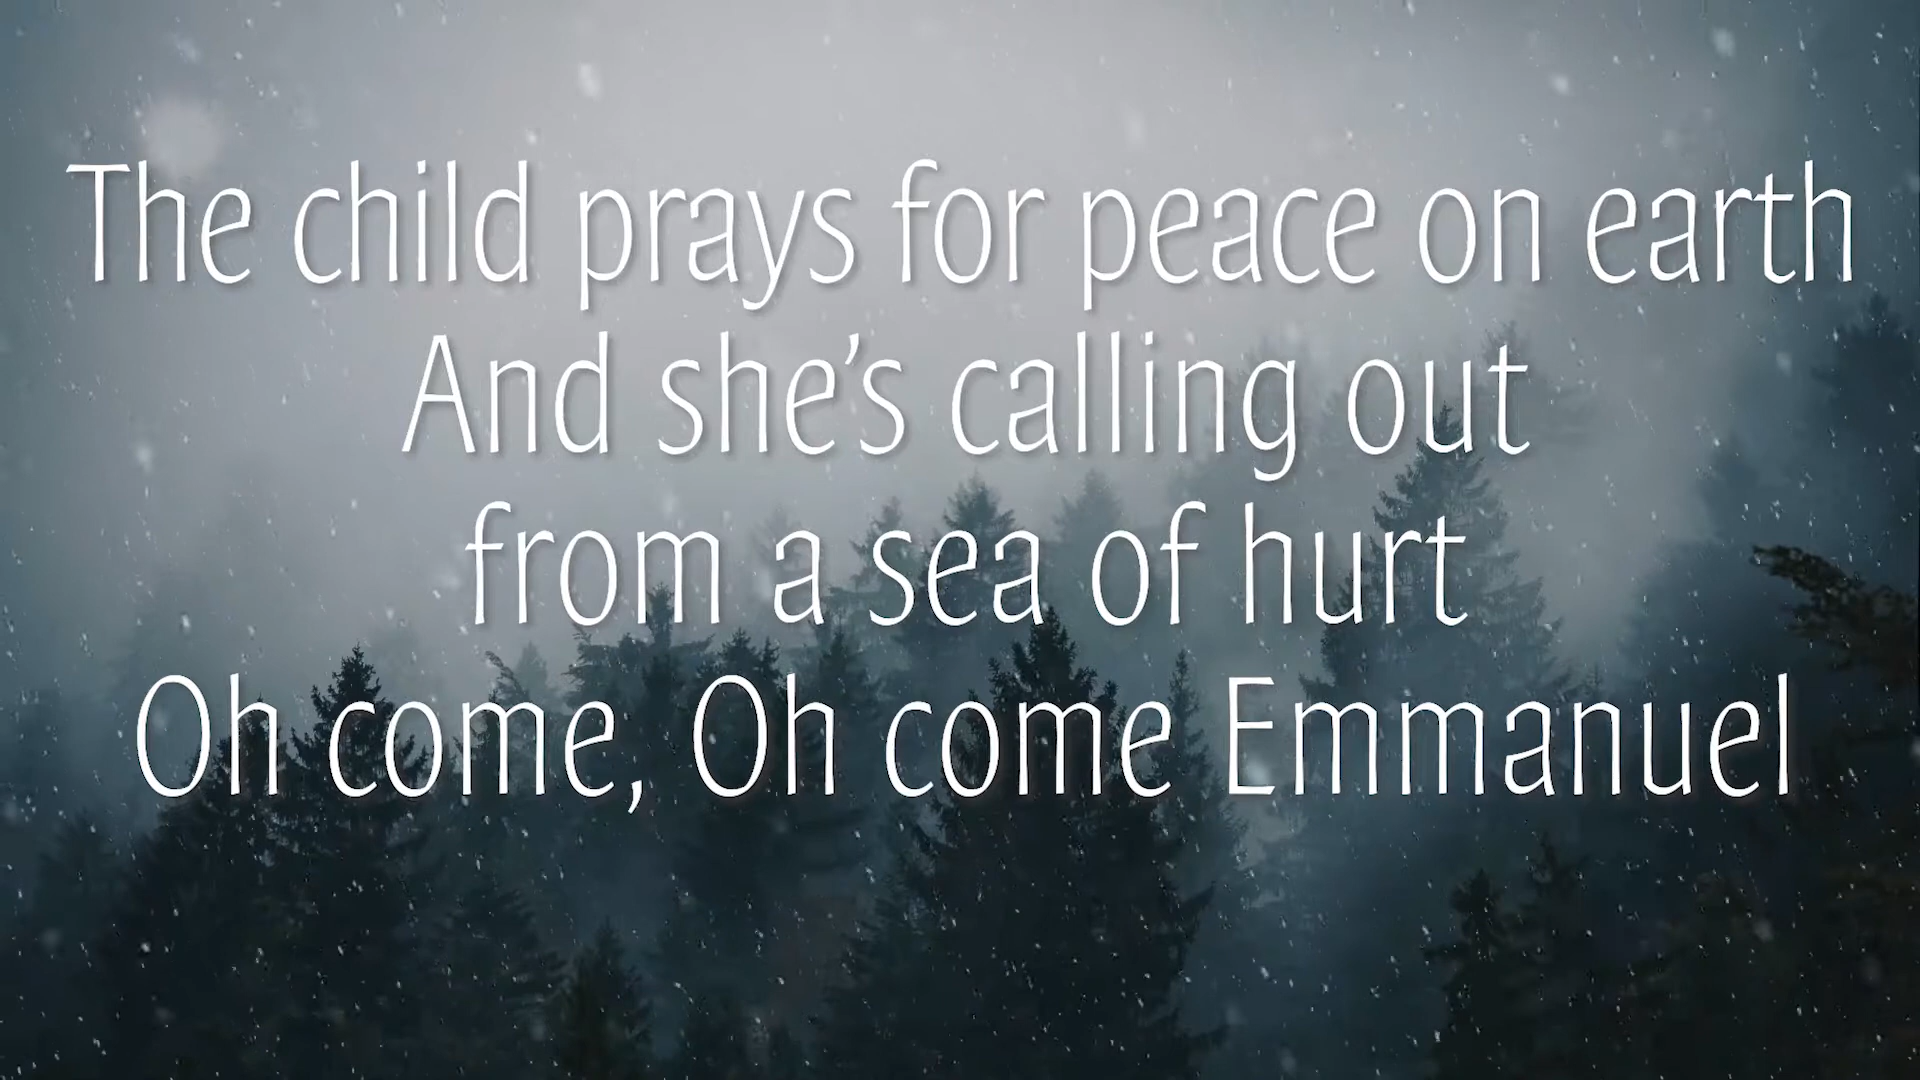 The child prays for peace on earth
And she’s calling out
from a sea of hurt
Oh come, Oh come Emmanuel